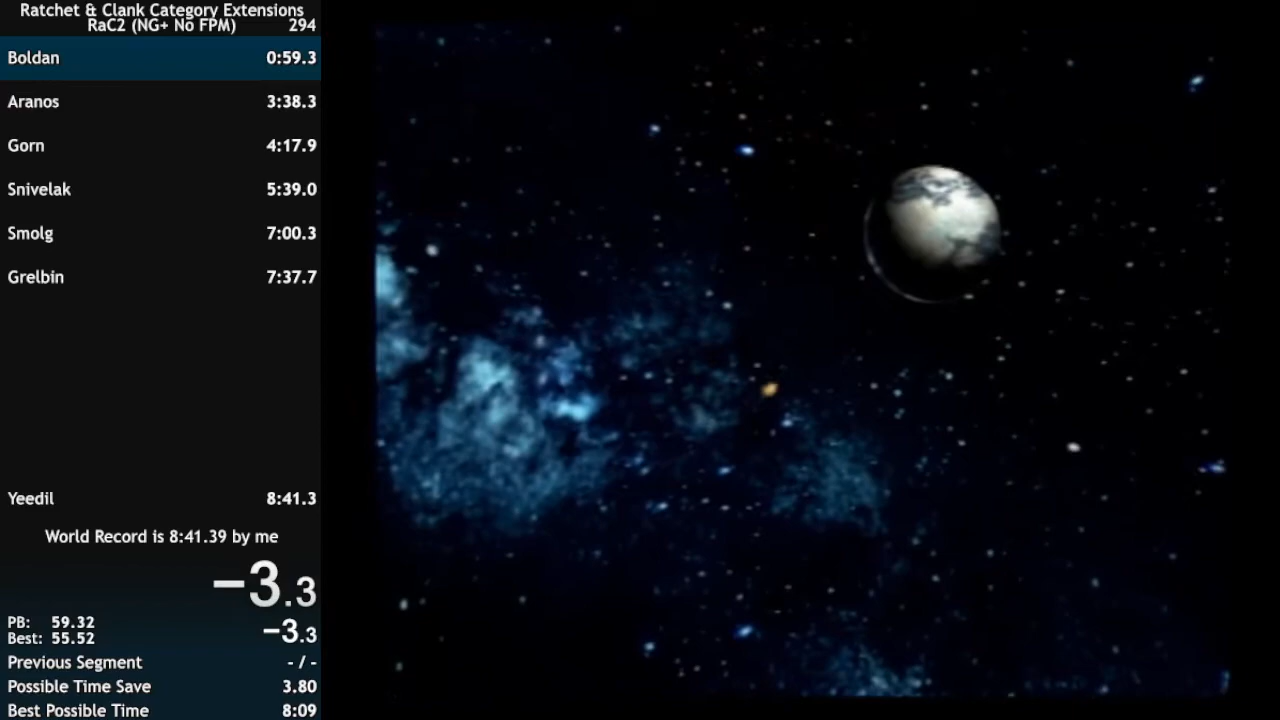 Ratchet & Clank Category Extensions
RaC2 (NG+ No FPM) 294
Boldan 0:59.3
Aranos 3:38.3
Gorn 4:17.9
Snivelak 5:39.0
Smolg 7:00.3
Grelbin 7:37.7
Yeedil 8:41.3
World Record is 8:41.39 by me
−3.3
PB: 59.32
Best: 55.52 −3.3
Previous Segment - / -
Possible Time Save 3.80
Best Possible Time 8:09